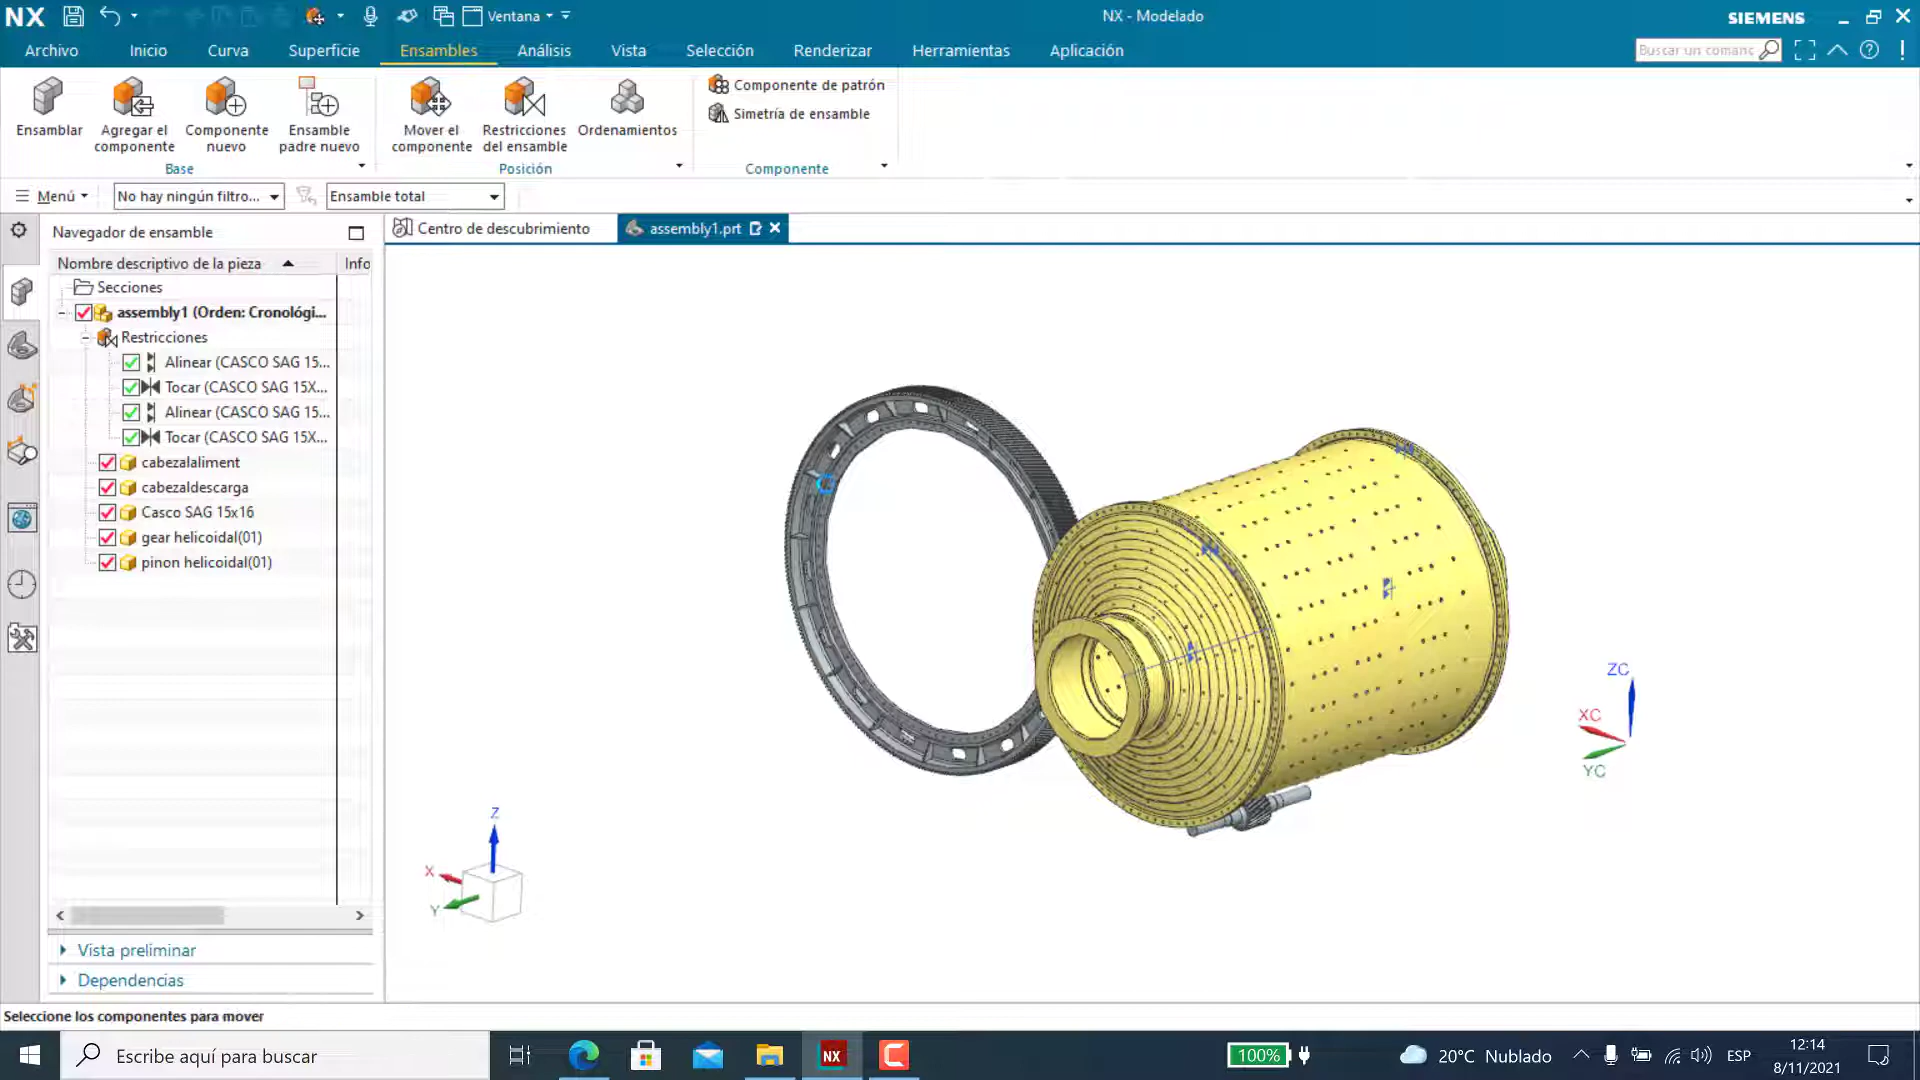 NX
Ventana
NX - Modelado
SIEMENS
Archivo
Inicio
Curva
Superficie
Ensambles
Análisis
Vista
Selección
Renderizar
Herramientas
Aplicación
Buscar un comanc
Ensamblar
Agregar el componente
Componente nuevo
Ensamble padre nuevo
Mover el componente
Restricciones del ensamble
Ordenamientos
Componente de patrón
Simetría de ensamble
Base
Posición
Componente
Menú
No hay ningún filtro...
Ensamble total
Navegador de ensamble
Centro de descubrimiento
assembly1.prt
Nombre descriptivo de la pieza
Info
Secciones
assembly1 (Orden: Cronológi...
Restricciones
Alinear (CASCO SAG 15...
Tocar (CASCO SAG 15X...
Alinear (CASCO SAG 15...
Tocar (CASCO SAG 15X...
cabezalaliment
cabezaldescarga
Casco SAG 15x16
gear helicoidal(01)
pinon helicoidal(01)
ZC
XC
YC
Z
X
Y
Vista preliminar
Dependencias
Seleccione los componentes para mover
Escribe aquí para buscar
NX
100%
20°C Nublado
ESP
12:14
8/11/2021